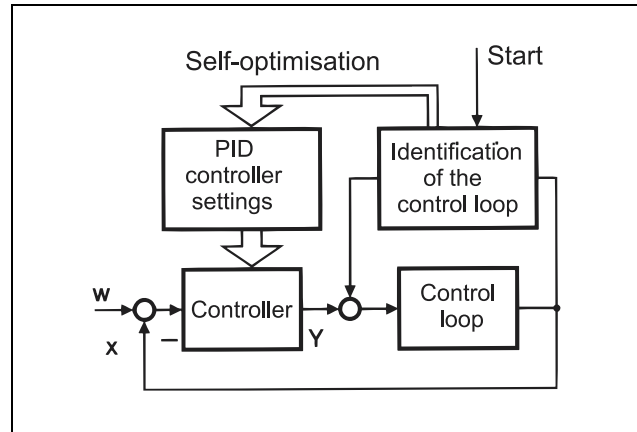 Self-optimisation
Start
PID
controller
settings
Identification
of the
control loop
w
x
–
Controller
Y
Control
loop